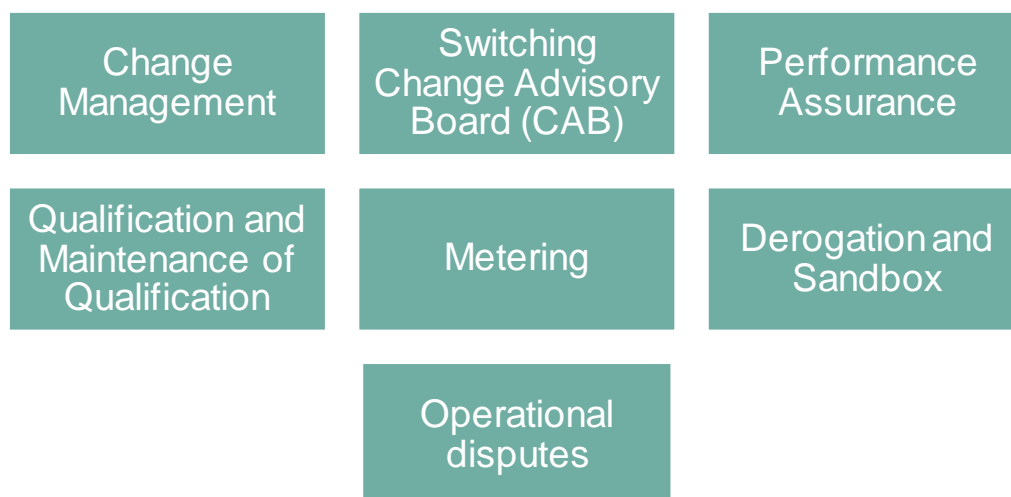 Change
Management
Switching
Change Advisory
Board (CAB)
Performance
Assurance
Qualification and
Maintenance of
Qualification
Metering
Derogation and
Sandbox
Operational
disputes